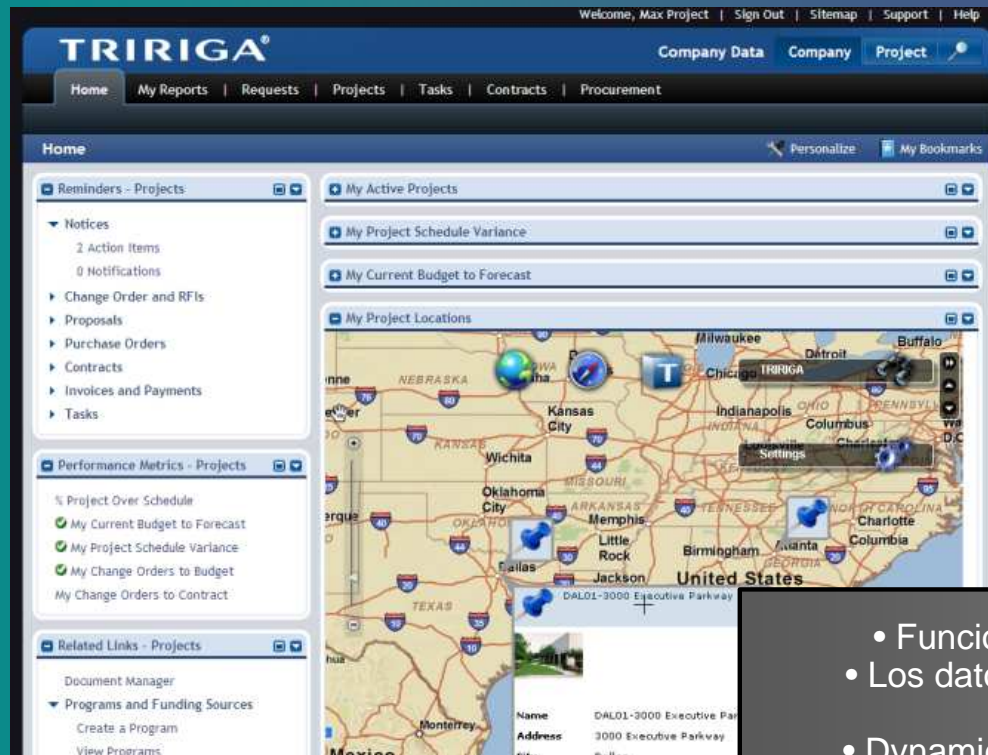 Welcome, Max Project | Sign Out | Sitemap | Support | Help
TRIRIGA®
Company Data Company Project
Home My Reports | Requests | Projects | Tasks | Contracts | Procurement
Home
Personalize My Bookmarks
Reminders - Projects
Notices
2 Action Items
0 Notifications
Change Order and RFIs
Proposals
Purchase Orders
Contracts
Invoices and Payments
Tasks
Performance Metrics - Projects
% Project Over Schedule
My Current Budget to Forecast
My Project Schedule Variance
My Change Orders to Budget
My Change Orders to Contract
Related Links - Projects
Document Manager
Programs and Funding Sources
Create a Program
View Programs
My Active Projects
My Project Schedule Variance
My Current Budget to Forecast
My Project Locations
Milwaukee
Detroit
Buffalo
TRIRIGA
NEBRASKA
Kansas City
Indianapolis
OHIO
INDIANA
Columbus
KANSAS
Wichita
Settings
MISSOURI
Oklahoma City
ARKANSAS
Memphis
TENNESSEE
NORTH CAROLINA
Charlotte
Little Rock
Birmingham
Columbia
GEORGIA
Jackson
United States
TEXAS
DAL01-3000 Executive Parkway
Monterrey
Name DAL01-3000 Executive Par
Address 3000 Executive Parkway
• Funcio
• Los dato
• Dynamic